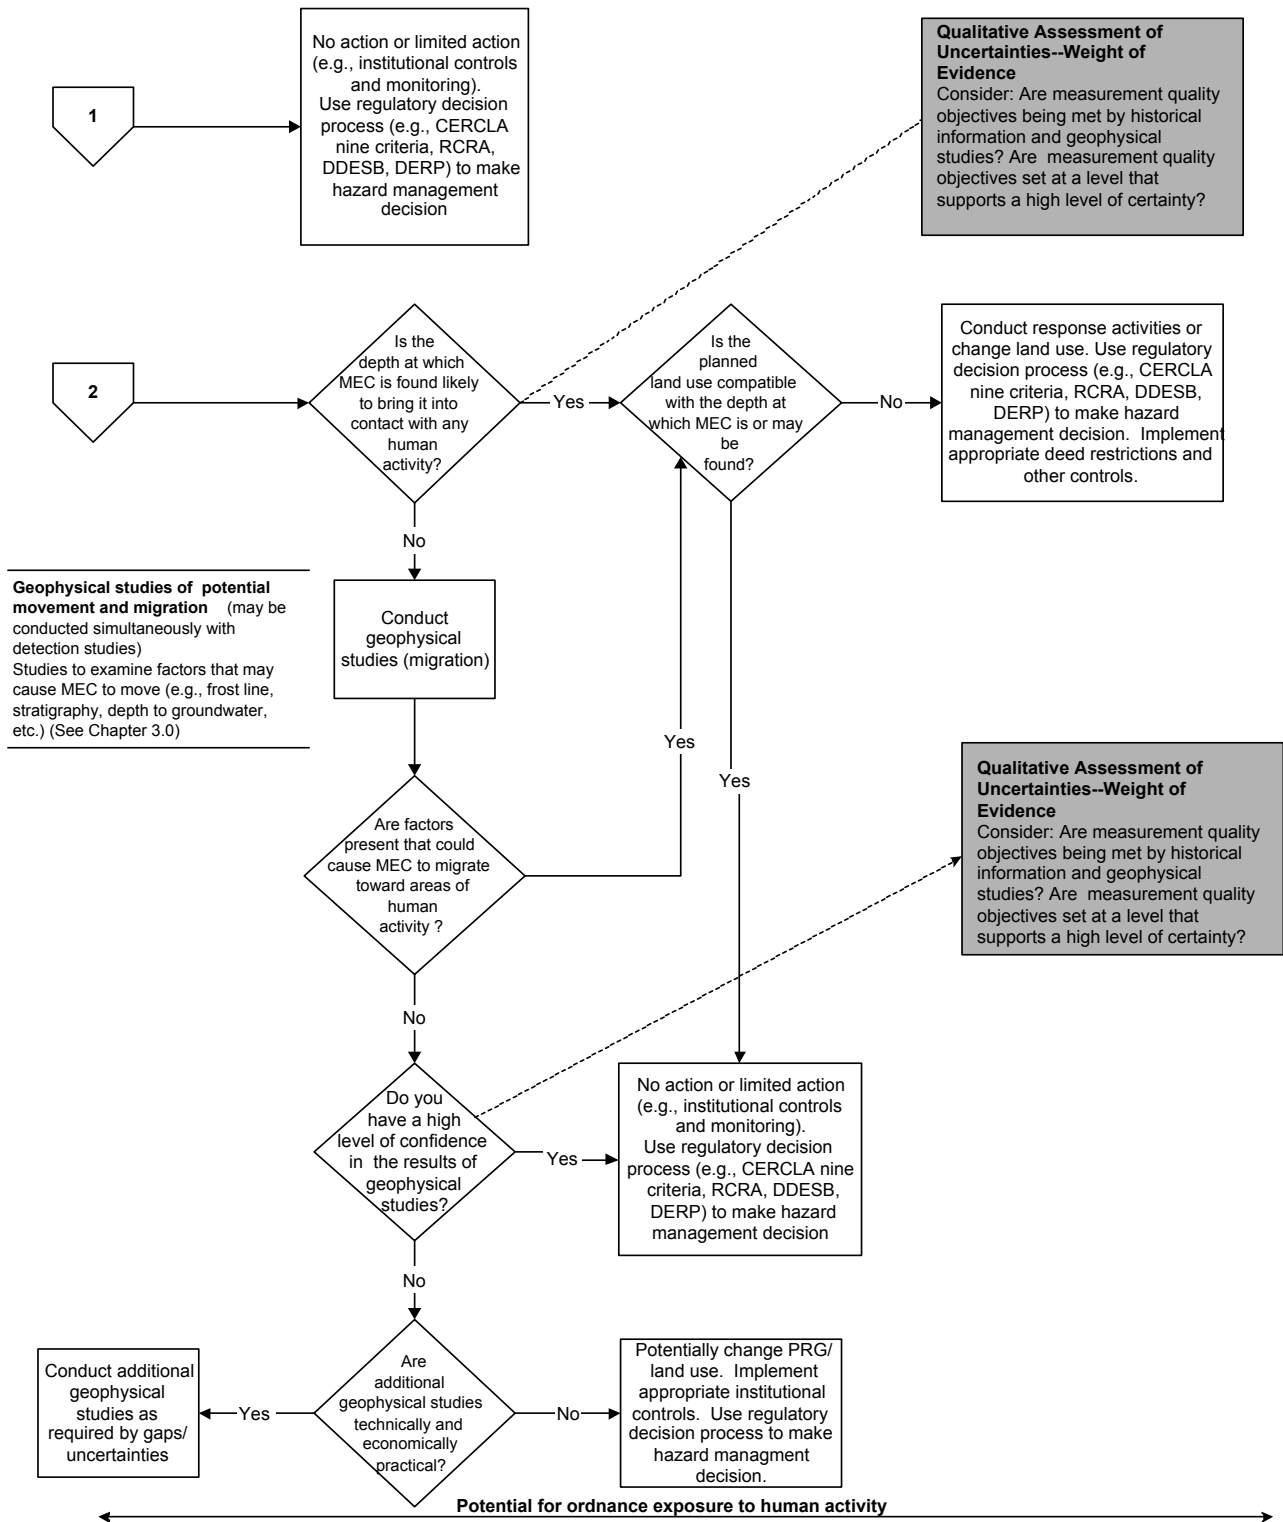 1
No action or limited action
(e.g., institutional controls
and monitoring).
Use regulatory decision
process (e.g., CERCLA
nine criteria, RCRA,
DDESB, DERP) to make
hazard management
decision
Qualitative Assessment of
Uncertainties--Weight of
Evidence
Consider: Are measurement quality
objectives being met by historical
information and geophysical
studies? Are measurement quality
objectives set at a level that
supports a high level of certainty?
2
Is the
depth at which
MEC is found likely
to bring it into
contact with any
human
activity?
Yes
Is the
planned
land use compatible
with the depth at
which MEC is or may
be
found?
No
Conduct response activities or
change land use. Use regulatory
decision process (e.g., CERCLA
nine criteria, RCRA, DDESB,
DERP) to make hazard
management decision. Implement
appropriate deed restrictions and
other controls.
No
Geophysical studies of potential
movement and migration (may be
conducted simultaneously with
detection studies)
Studies to examine factors that may
cause MEC to move (e.g., frost line,
stratigraphy, depth to groundwater,
etc.) (See Chapter 3.0)
Conduct
geophysical
studies (migration)
Yes
Yes
Are factors
present that could
cause MEC to migrate
toward areas of
human
activity ?
Qualitative Assessment of
Uncertainties--Weight of
Evidence
Consider: Are measurement quality
objectives being met by historical
information and geophysical
studies? Are measurement quality
objectives set at a level that
supports a high level of certainty?
No
Do you
have a high
level of confidence
in the results of
geophysical
studies?
Yes
No action or limited action
(e.g., institutional controls
and monitoring).
Use regulatory decision
process (e.g., CERCLA nine
criteria, RCRA, DDESB,
DERP) to make hazard
management decision
No
Conduct additional
geophysical
studies as
required by gaps/
uncertainties
Yes
Are
additional
geophysical studies
technically and
economically
practical?
No
Potentially change PRG/
land use. Implement
appropriate institutional
controls. Use regulatory
decision process to make
hazard managment
decision.
Potential for ordnance exposure to human activity